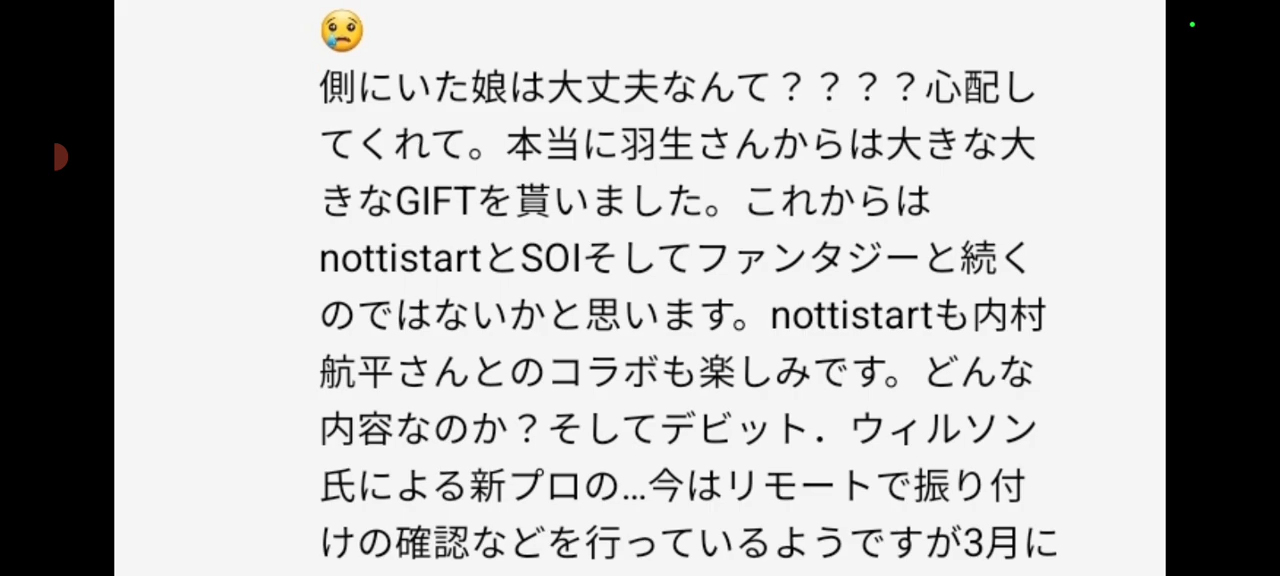 😢
側にいた娘は大丈夫なんて？？？？心配し
てくれて。本当に羽生さんからは大きな大
きなGIFTを貰いました。これからは
nottistartとSOIそしてファンタジーと続く
のではないかと思います。nottistartも内村
航平さんとのコラボも楽しみです。どんな
内容なのか？そしてデビット．ウィルソン
氏による新プロの...今はリモートで振り付
けの確認などを行っているようですが3月に